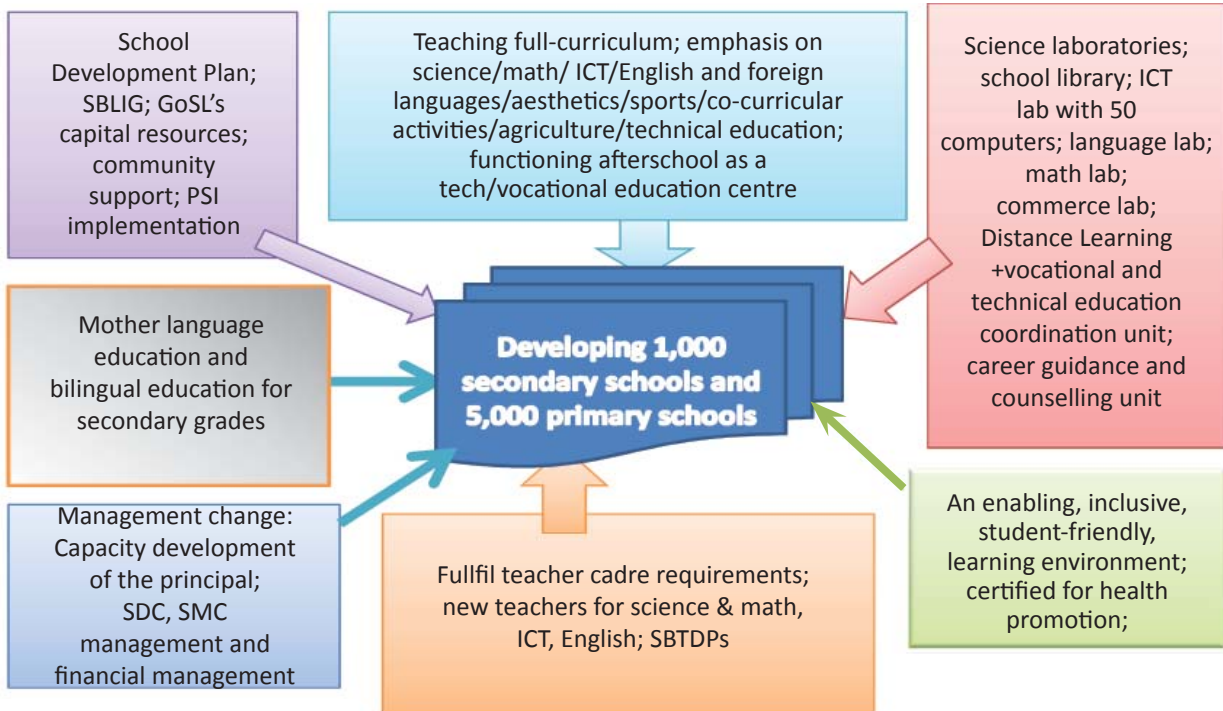 School
Development Plan;
SBLIG; GoSL’s
capital resources;
community
support; PSI
implementation
Teaching full-curriculum; emphasis on
science/math/ ICT/English and foreign
languages/aesthetics/sports/co-curricular
activities/agriculture/technical education;
functioning afterschool as a
tech/vocational education centre
Science laboratories;
school library; ICT
lab with 50
computers; language lab;
math lab;
commerce lab;
Distance Learning
+vocational and
technical education
coordination unit;
career guidance and
counselling unit
Mother language
education and
bilingual education for
secondary grades
Developing 1,000
secondary schools and
5,000 primary schools
Management change:
Capacity development
of the principal;
SDC, SMC
management and
financial management
Fullfil teacher cadre requirements;
new teachers for science & math,
ICT, English; SBTDPs
An enabling, inclusive,
student-friendly,
learning environment;
certified for health
promotion;